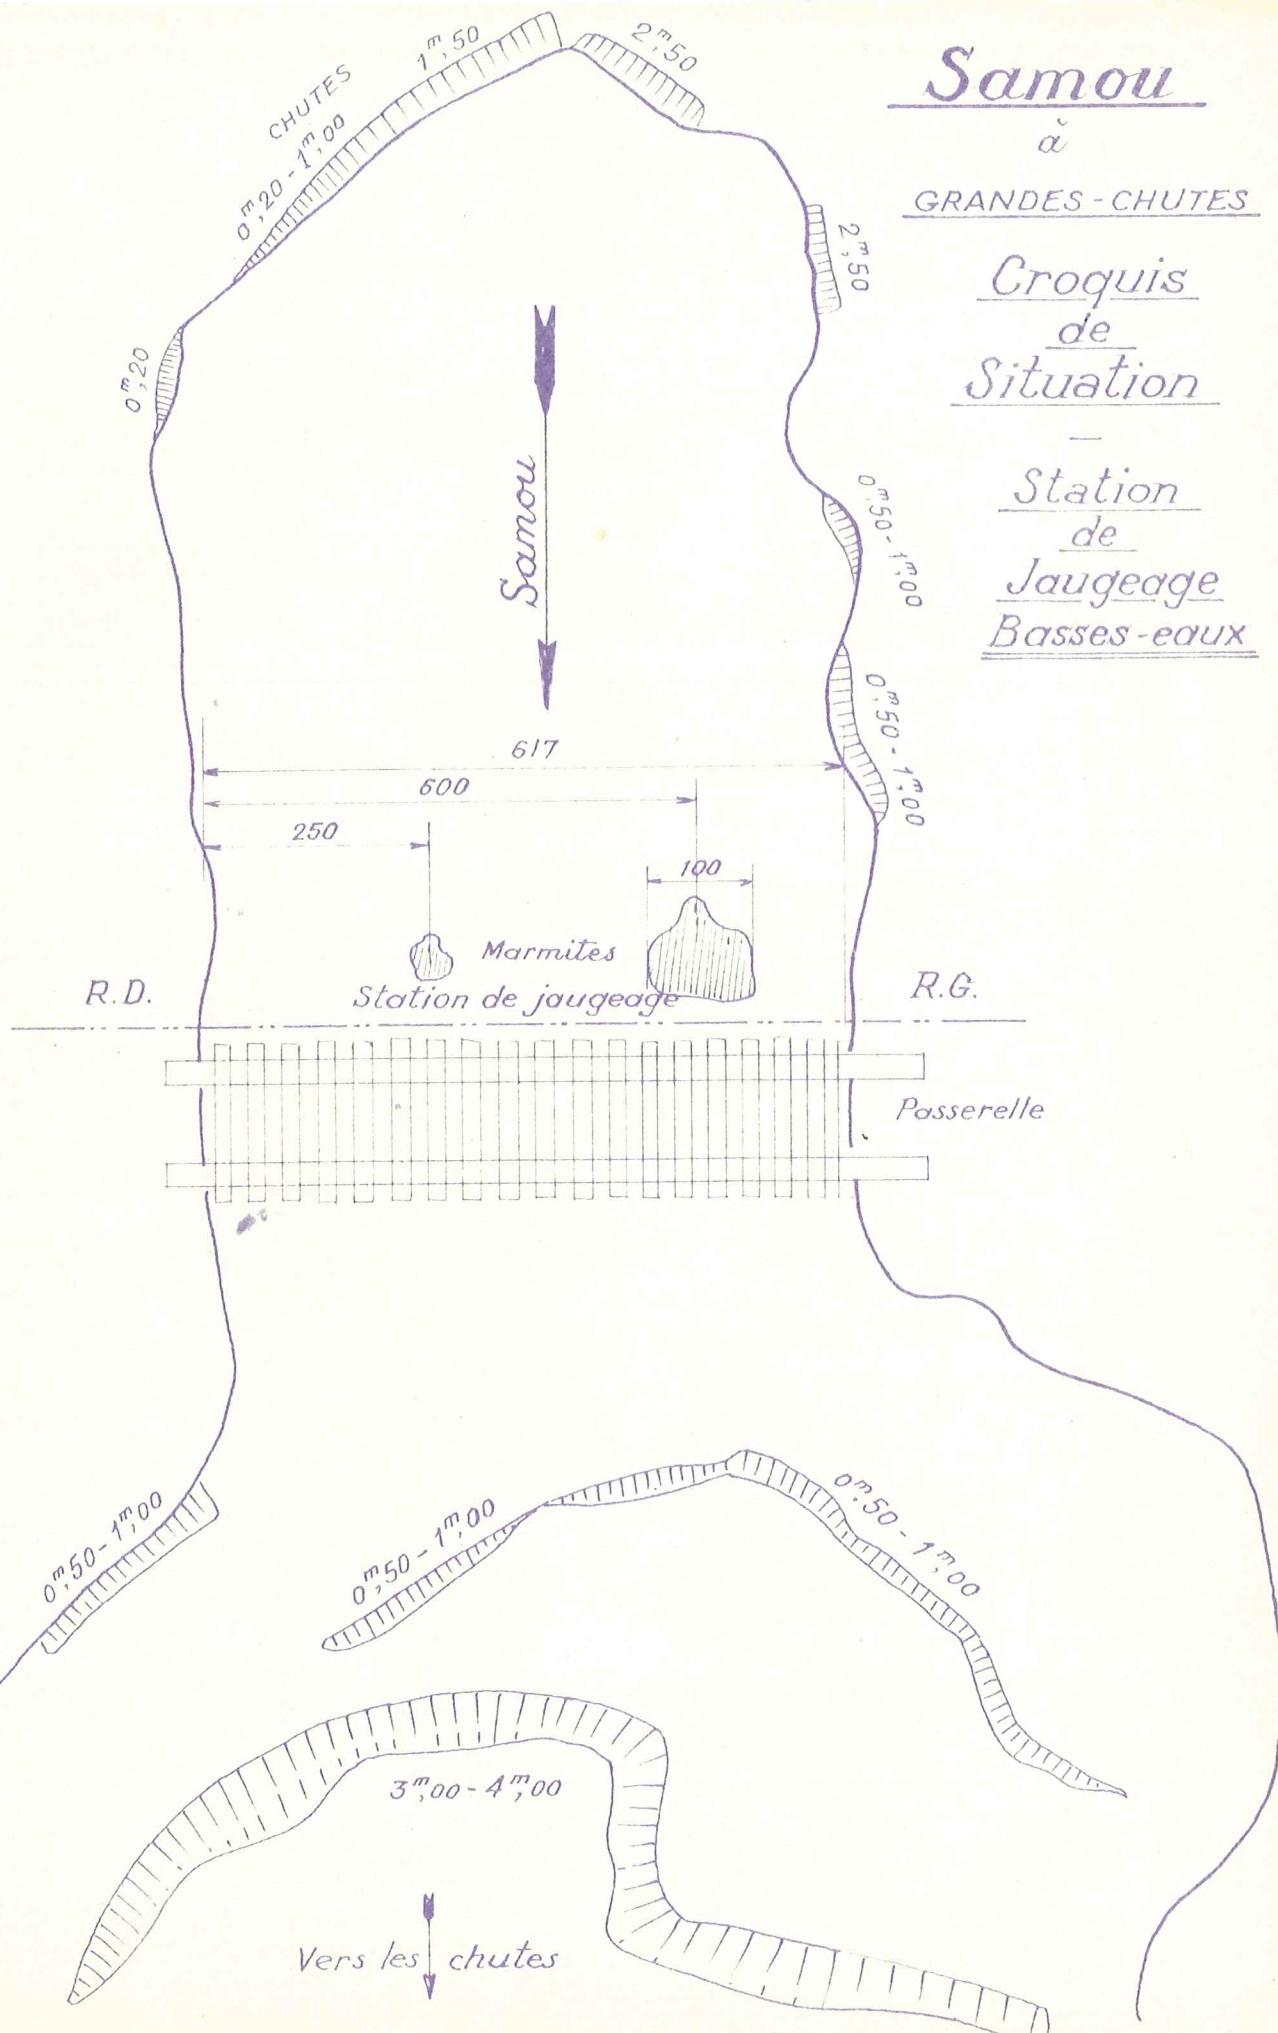 Samou
à
GRANDES-CHUTES
Croquis
de
Situation
—
Station
de
Jaugeage
Basses-eaux
CHUTES
1ᵐ,50
2ᵐ,50
0ᵐ,20 - 1ᵐ,00
2ᵐ,50
0ᵐ,20
Samou
0ᵐ,50 - 1ᵐ,00
0ᵐ,50 - 1ᵐ,00
617
600
250
100
Marmites
R.D.
Station de jaugeage
R.G.
Passerelle
0ᵐ,50 - 1ᵐ,00
0ᵐ,50 - 1ᵐ,00
0ᵐ,50 - 1ᵐ,00
3ᵐ,00 - 4ᵐ,00
Vers les chutes